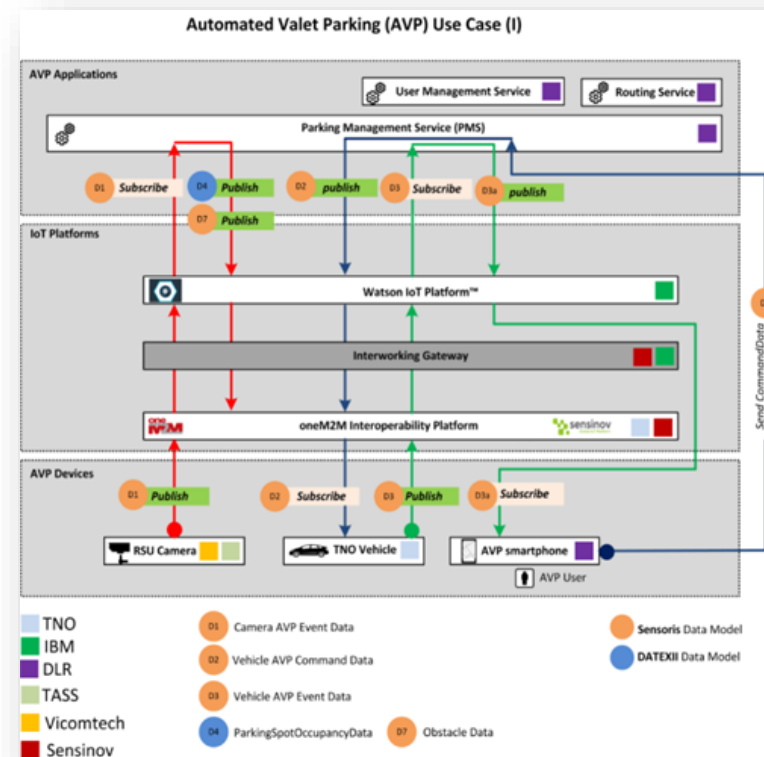 Automated Valet Parking (AVP) Use Case (I)
AVP Applications
User Management Service
Routing Service
Parking Management Service (PMS)
D1 Subscribe
D4 Publish
D2 publish
D3 Subscribe
D3a publish
D7 Publish
IoT Platforms
Watson IoT Platform™
Interworking Gateway
Send CommandData
one M2M
oneM2M Interoperability Platform
sensinov
AVP Devices
D1 Publish
D2 Subscribe
D3 Publish
D3a Subscribe
RSU Camera
TNO Vehicle
AVP smartphone
AVP User
TNO
IBM
DLR
TASS
Vicomtech
Sensinov
D1 Camera AVP Event Data
D2 Vehicle AVP Command Data
D3 Vehicle AVP Event Data
D4 ParkingSpotOccupancyData
D7 Obstacle Data
Sensoris Data Model
DATEXII Data Model